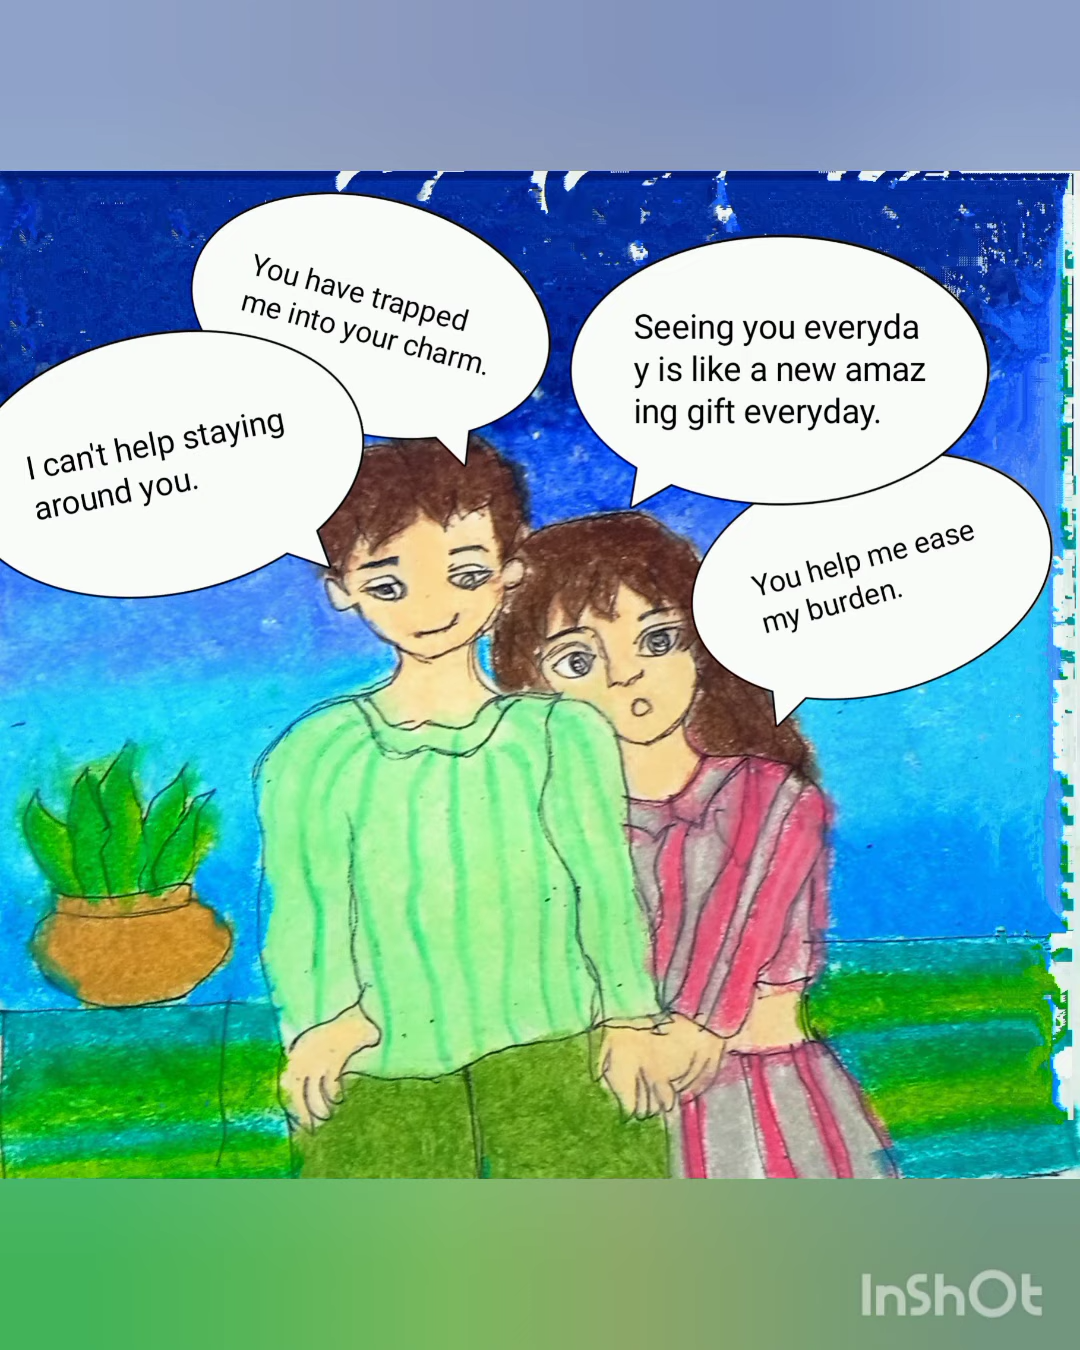 You have trapped
me into your charm.
I can't help staying
around you.
Seeing you everyda
y is like a new amaz
ing gift everyday.
You help me ease
my burden.
InShOt